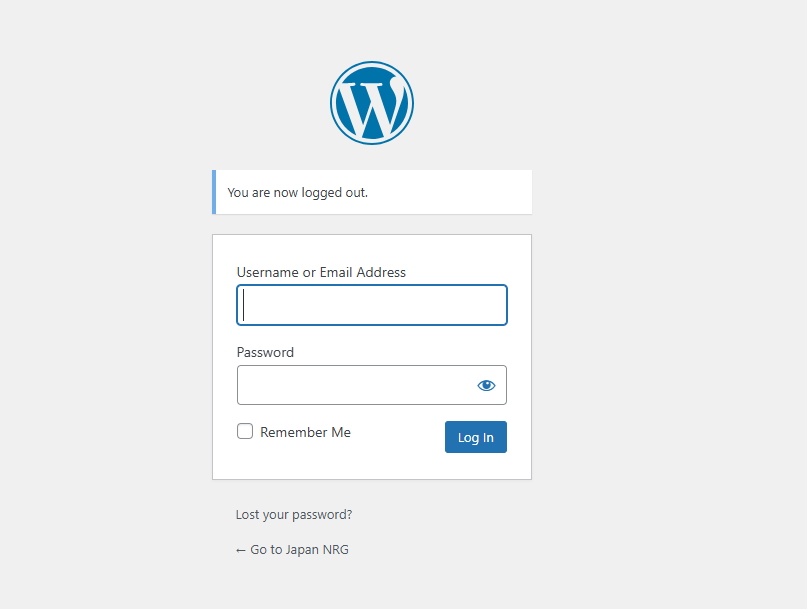 You are now logged out.
Username or Email Address
Password
Remember Me
Log In
Lost your password?
← Go to Japan NRG